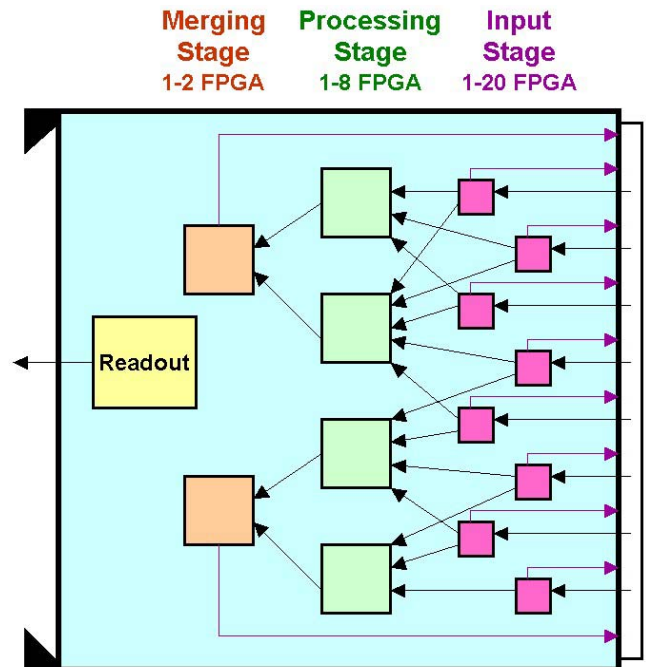 Merging
Stage
1-2 FPGA
Processing
Stage
1-8 FPGA
Input
Stage
1-20 FPGA
Readout